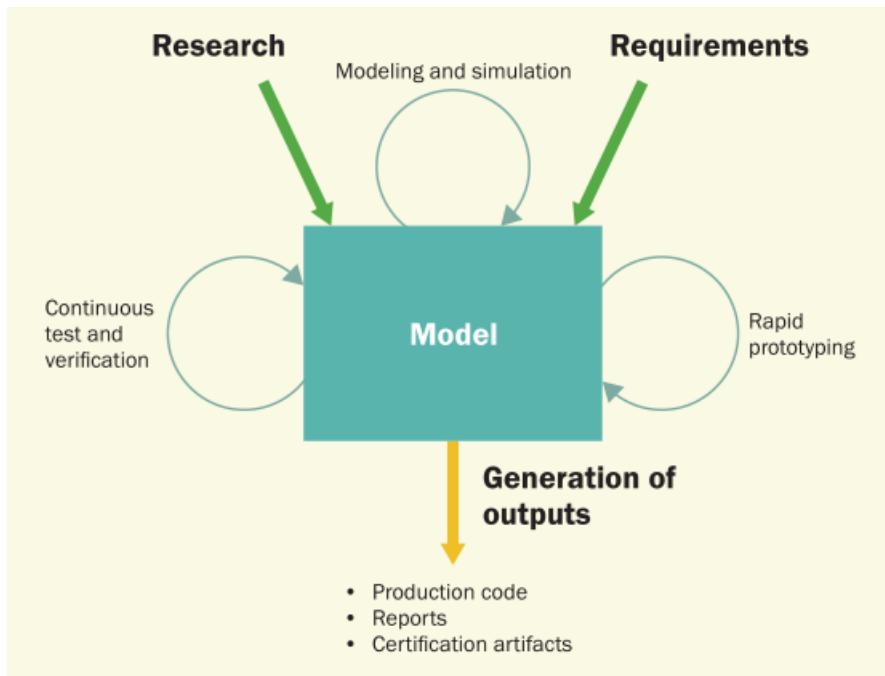 Research
Requirements
Modeling and simulation
Continuous
test and
verification
Model
Rapid
prototyping
Generation of
outputs
• Production code
• Reports
• Certification artifacts